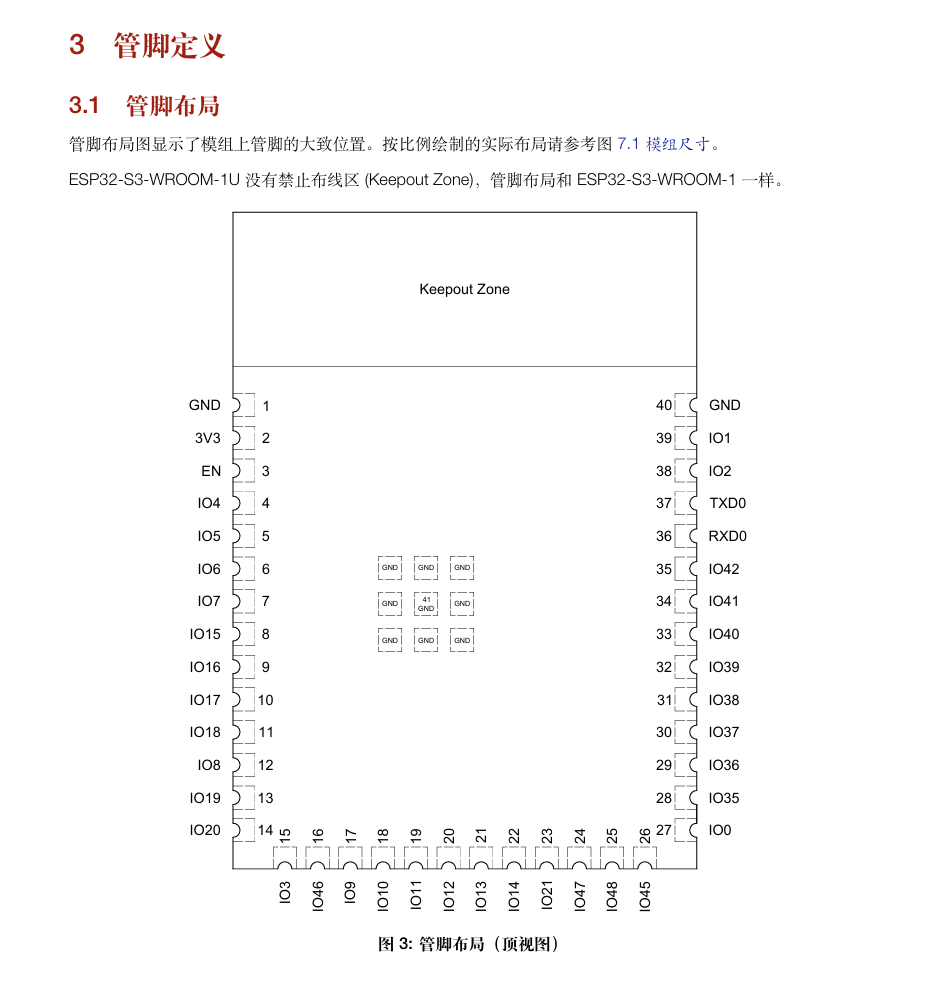 3 管脚定义
3.1 管脚布局
管脚布局图显示了模组上管脚的大致位置。按比例绘制的实际布局请参考图 7.1 模组尺寸。
ESP32-S3-WROOM-1U 没有禁止布线区 (Keepout Zone)，管脚布局和 ESP32-S3-WROOM-1 一样。
Keepout Zone
GND 1 40 GND
3V3 2 39 IO1
EN 3 38 IO2
IO4 4 37 TXD0
IO5 5 36 RXD0
IO6 6 GND GND GND 35 IO42
IO7 7 GND 41 GND GND 34 IO41
IO15 8 GND GND GND 33 IO40
IO16 9 32 IO39
IO17 10 31 IO38
IO18 11 30 IO37
IO8 12 29 IO36
IO19 13 28 IO35
IO20 14 15 16 17 18 19 20 21 22 23 24 25 26 27 IO0
IO3 IO46 IO9 IO10 IO11 IO12 IO13 IO14 IO21 IO47 IO48 IO45
图 3: 管脚布局（顶视图）